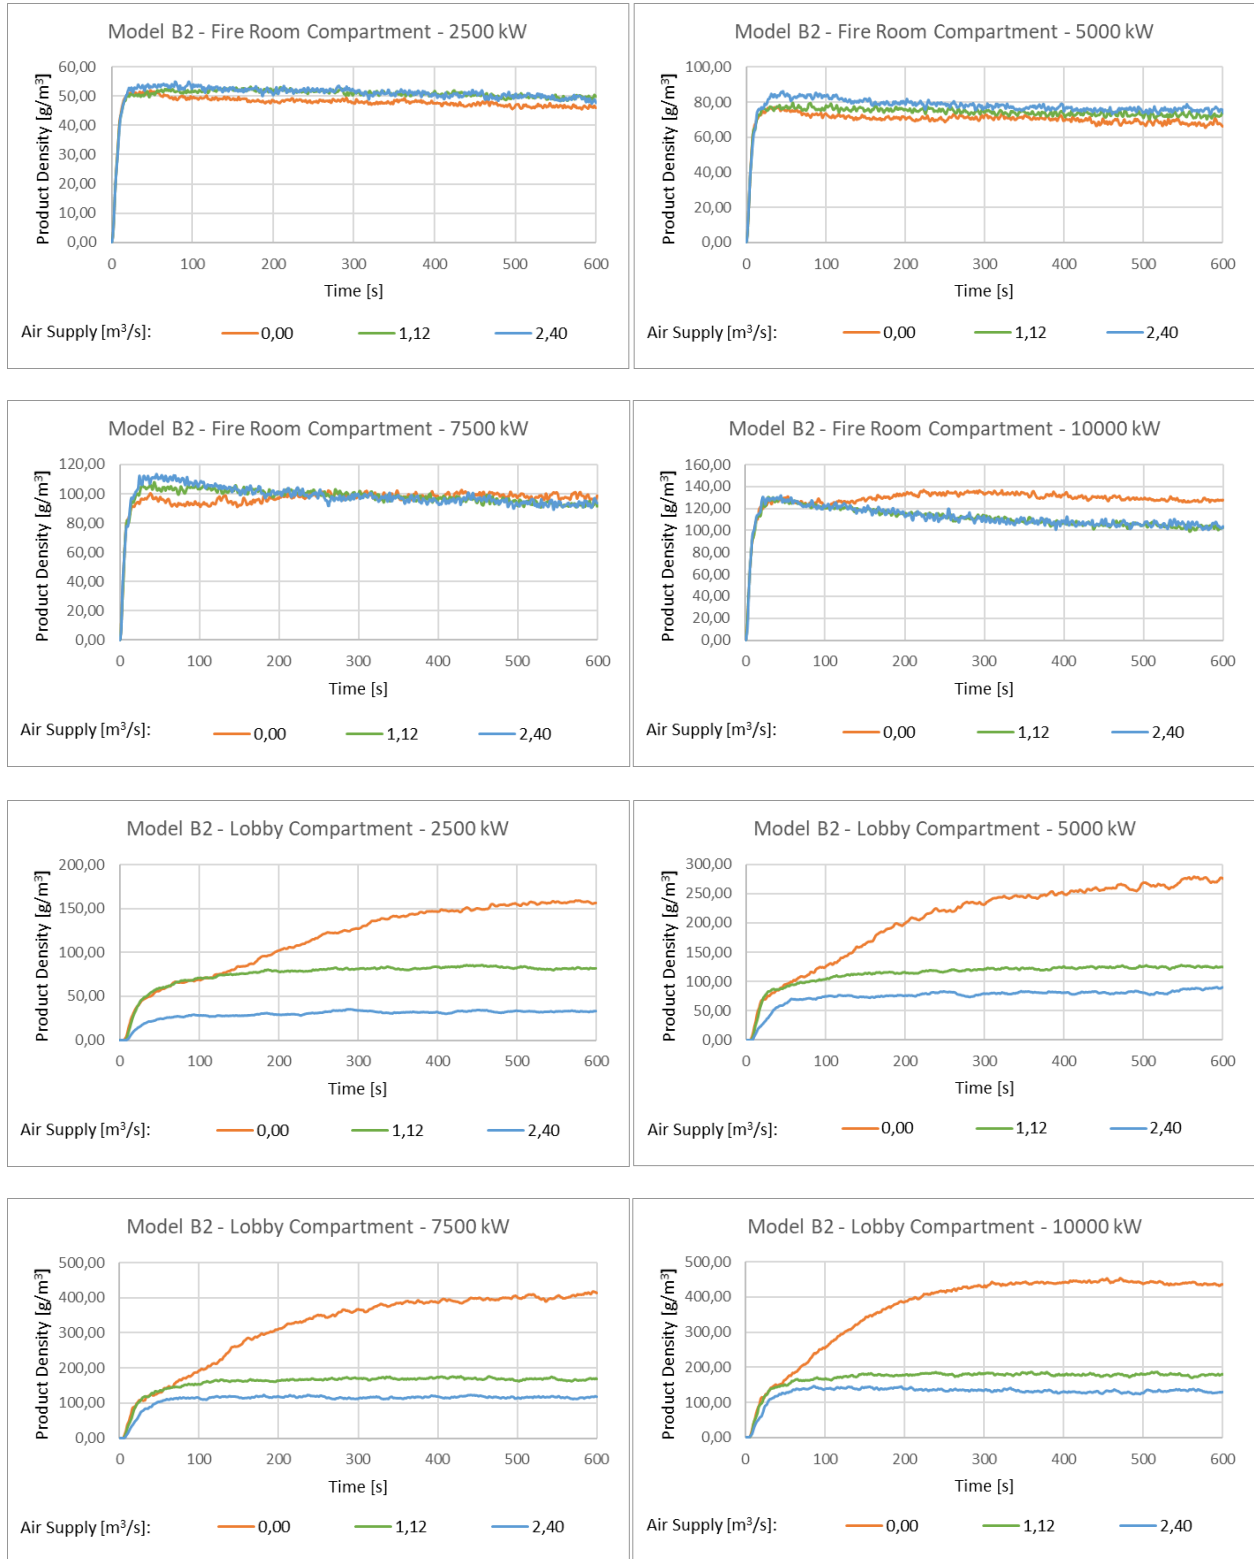 Model B2 - Fire Room Compartment - 2500 kW
Product Density [g/m³]
60,00
50,00
40,00
30,00
20,00
10,00
0,00
0 100 200 300 400 500 600
Time [s]
Air Supply [m³/s]: 0,00 1,12 2,40
Model B2 - Fire Room Compartment - 5000 kW
Product Density [g/m³]
100,00
80,00
60,00
40,00
20,00
0,00
0 100 200 300 400 500 600
Time [s]
Air Supply [m³/s]: 0,00 1,12 2,40
Model B2 - Fire Room Compartment - 7500 kW
Product Density [g/m³]
120,00
100,00
80,00
60,00
40,00
20,00
0,00
0 100 200 300 400 500 600
Time [s]
Air Supply [m³/s]: 0,00 1,12 2,40
Model B2 - Fire Room Compartment - 10000 kW
Product Density [g/m³]
160,00
140,00
120,00
100,00
80,00
60,00
40,00
20,00
0,00
0 100 200 300 400 500 600
Time [s]
Air Supply [m³/s]: 0,00 1,12 2,40
Model B2 - Lobby Compartment - 2500 kW
Product Density [g/m³]
200,00
150,00
100,00
50,00
0,00
0 100 200 300 400 500 600
Time [s]
Air Supply [m³/s]: 0,00 1,12 2,40
Model B2 - Lobby Compartment - 5000 kW
Product Density [g/m³]
300,00
250,00
200,00
150,00
100,00
50,00
0,00
0 100 200 300 400 500 600
Time [s]
Air Supply [m³/s]: 0,00 1,12 2,40
Model B2 - Lobby Compartment - 7500 kW
Product Density [g/m³]
500,00
400,00
300,00
200,00
100,00
0,00
0 100 200 300 400 500 600
Time [s]
Air Supply [m³/s]: 0,00 1,12 2,40
Model B2 - Lobby Compartment - 10000 kW
Product Density [g/m³]
500,00
400,00
300,00
200,00
100,00
0,00
0 100 200 300 400 500 600
Time [s]
Air Supply [m³/s]: 0,00 1,12 2,40